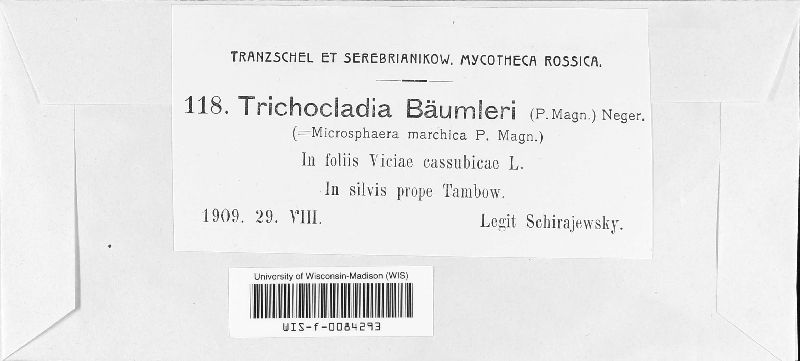 TRANZSCHEL ET SEREBRIANIKOW. MYCOTHECA ROSSICA.
118. Trichocladia Bäumleri (P. Magn.) Neger.
(=Microsphaera marchica P. Magn.)
In foliis Viciae cassubicae L.
In silvis prope Tambow.
1909. 29. VIII. Legit Schirajewsky.
University of Wisconsin-Madison (WIS)
WIS-f-0084293